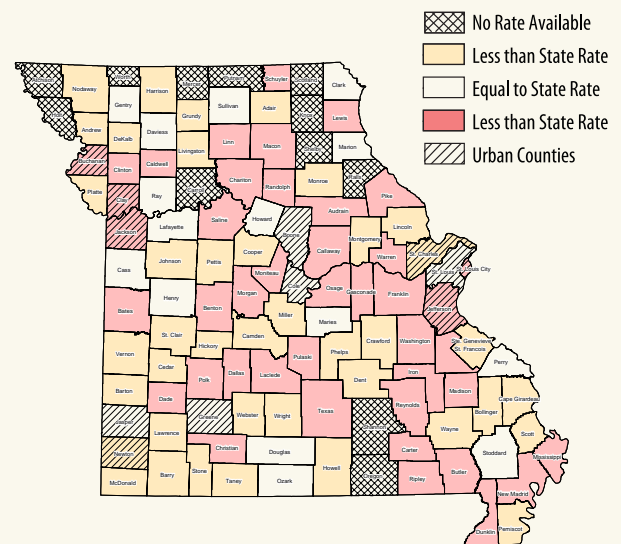 No Rate Available
Less than State Rate
Equal to State Rate
Less than State Rate
Urban Counties
Schuyler
Clark
Nodaway
Harrison
Gentry
Sullivan
Adair
Lewis
Andrew
DeKalb
Daviess
Grundy
Linn
Macon
Marion
Buchanan
Clinton
Caldwell
Livingston
Platte
Clay
Ray
Chariton
Randolph
Monroe
Pike
Jackson
Lafayette
Saline
Howard
Boone
Audrain
Lincoln
Callaway
Montgomery
Warren
St. Charles
St. Louis
St. Louis City
Cass
Johnson
Pettis
Cooper
Moniteau
Cole
Osage
Gasconade
Franklin
Jefferson
Bates
Henry
Benton
Morgan
Miller
Maries
St. Clair
Hickory
Camden
Pulaski
Phelps
Crawford
Washington
Ste. Genevieve
St. Francois
Perry
Vernon
Cedar
Polk
Dallas
Laclede
Dent
Iron
Madison
Bollinger
Cape Girardeau
Barton
Dade
Greene
Webster
Wright
Texas
Shannon
Reynolds
Wayne
Scott
Jasper
Lawrence
Christian
Douglas
Howell
Carter
Butler
Stoddard
Mississippi
Newton
McDonald
Barry
Stone
Taney
Ozark
Ripley
New Madrid
Dunklin
Pemiscot